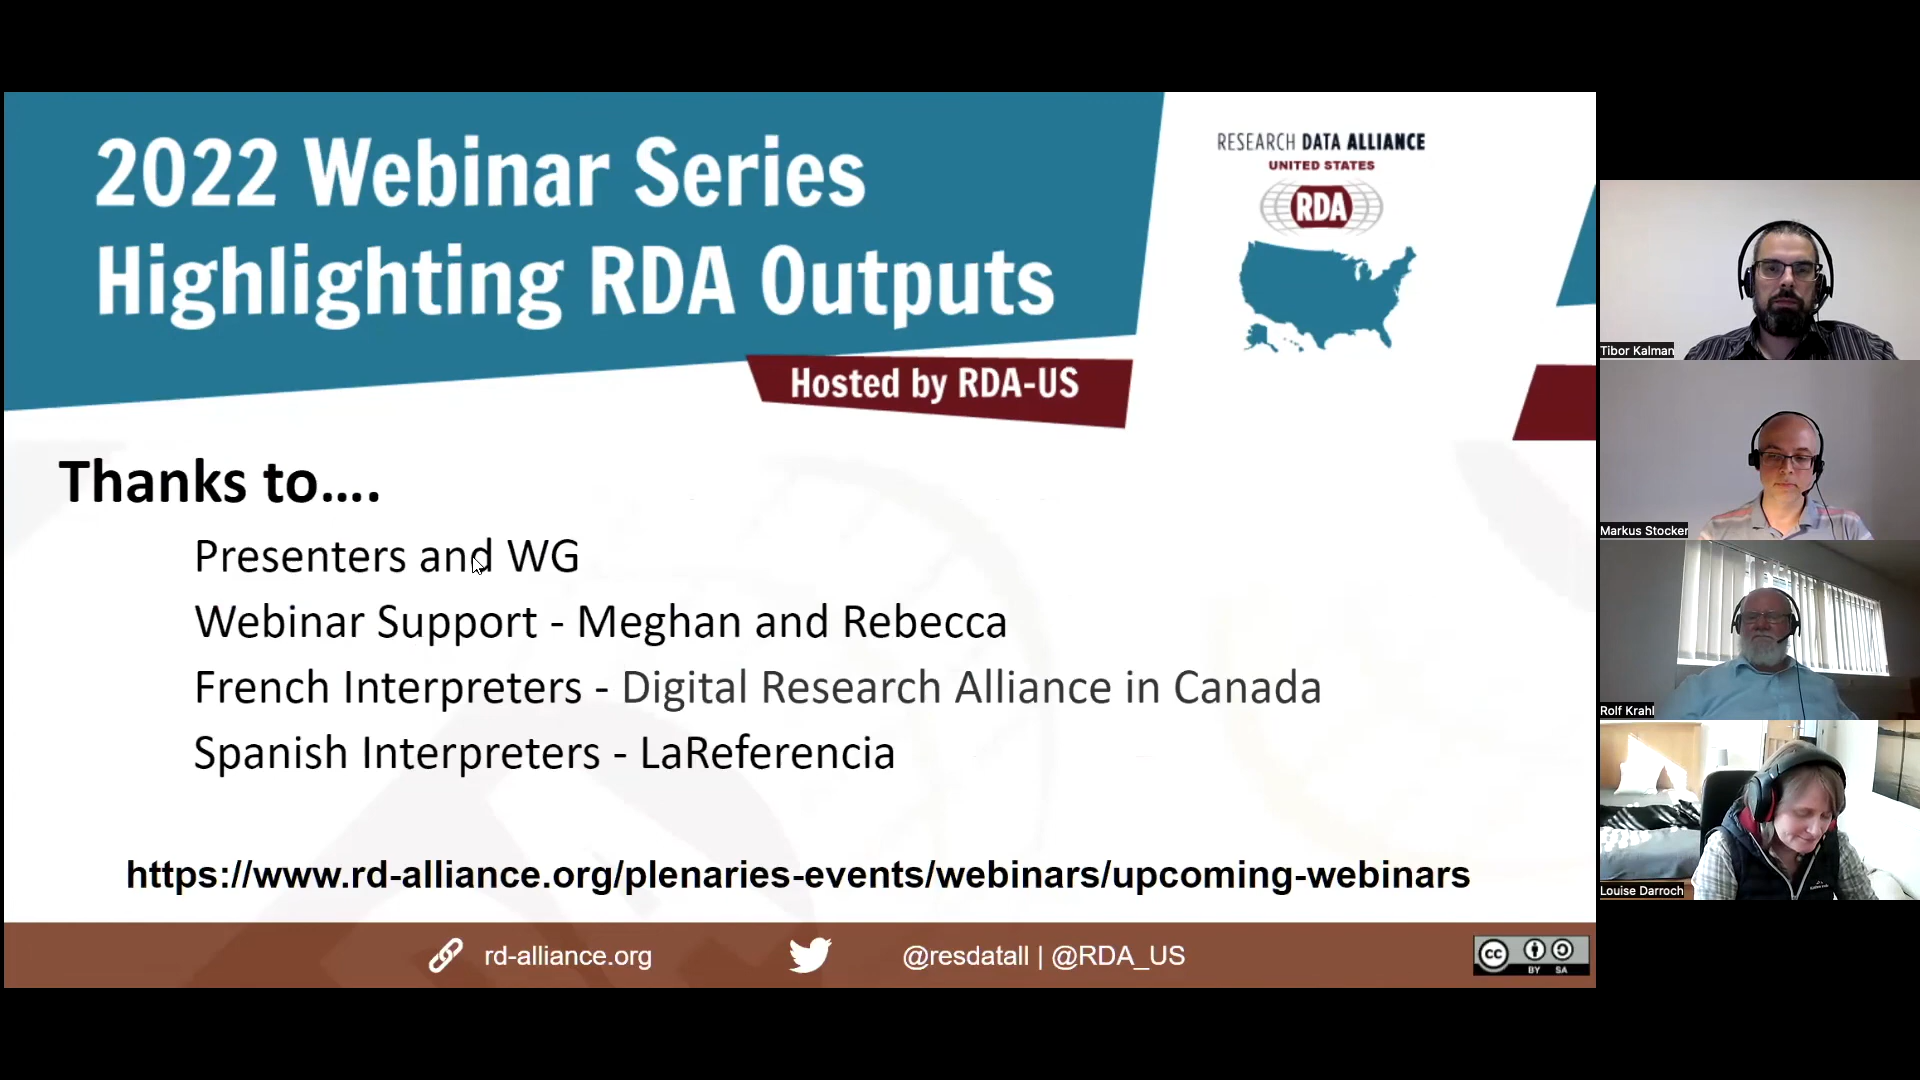 2022 Webinar Series
Highlighting RDA Outputs
Hosted by RDA-US
RESEARCH DATA ALLIANCE
UNITED STATES
RDA
Thanks to….
Presenters and WG
Webinar Support - Meghan and Rebecca
French Interpreters - Digital Research Alliance in Canada
Spanish Interpreters - LaReferencia
https://www.rd-alliance.org/plenaries-events/webinars/upcoming-webinars
rd-alliance.org
@resdatall | @RDA_US
cc
BY SA
Tibor Kalman
Markus Stocker
Rolf Krahl
Louise Darroch